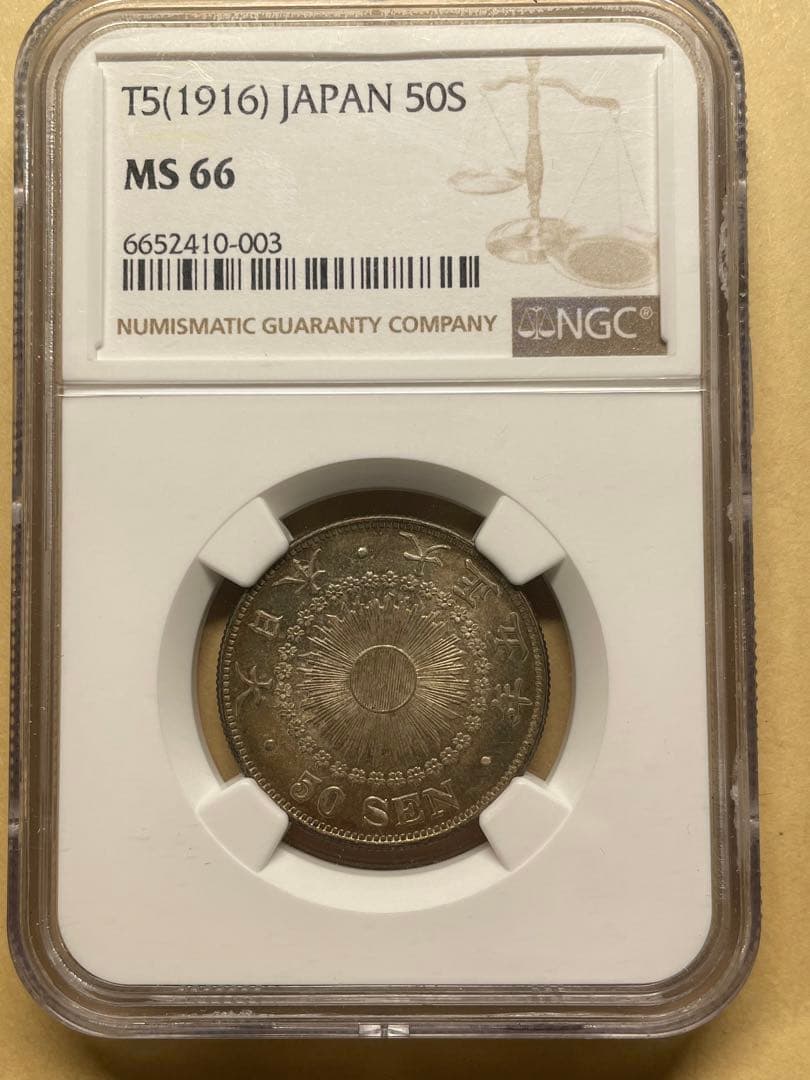 T5(1916) JAPAN 50S
MS 66
6652410-003
NUMISMATIC GUARANTY COMPANY
NGC®
大日本・大正五年
50 SEN